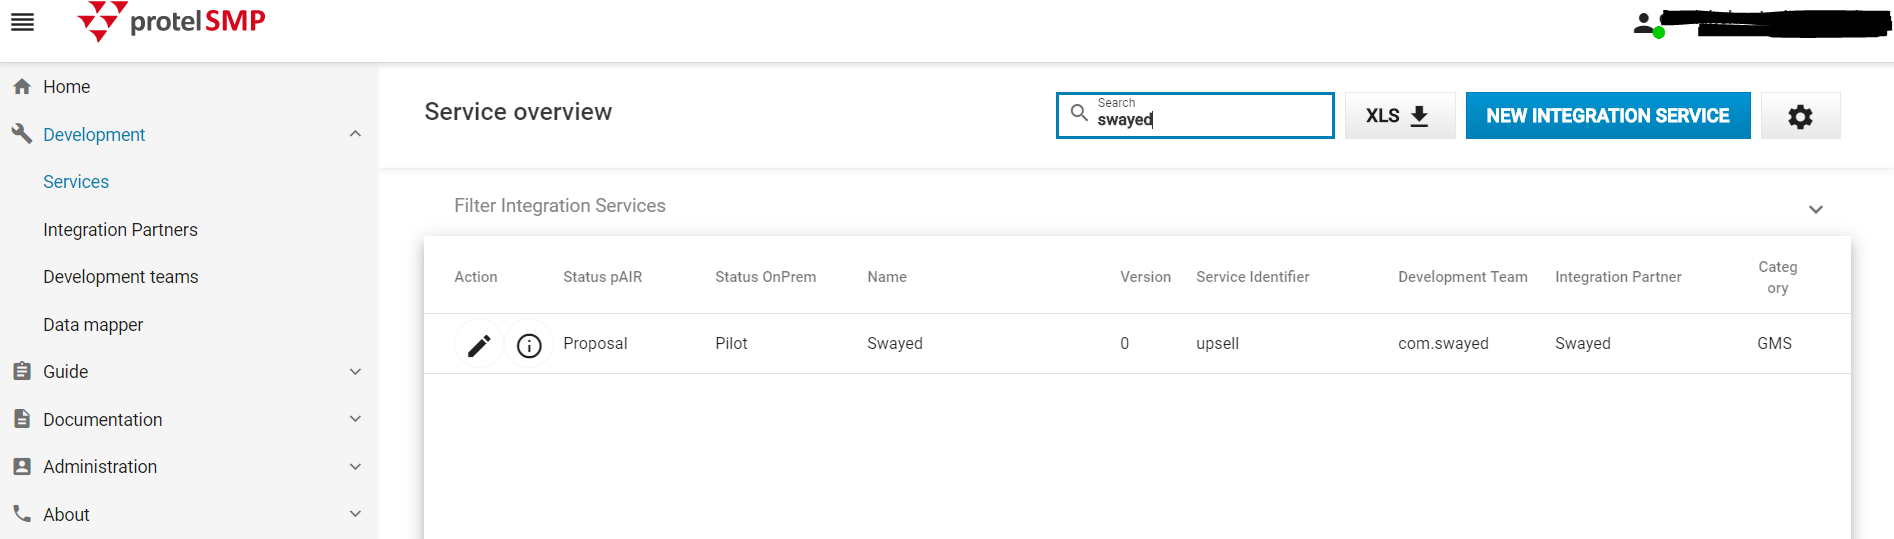 protel SMP
Home
Development
Services
Integration Partners
Development teams
Data mapper
Guide
Documentation
Administration
About
Service overview
Search
swayed
XLS
NEW INTEGRATION SERVICE
Filter Integration Services
Action Status pAIR Status OnPrem Name Version Service Identifier Development Team Integration Partner Categ
ory
Proposal Pilot Swayed 0 upsell com.swayed Swayed GMS